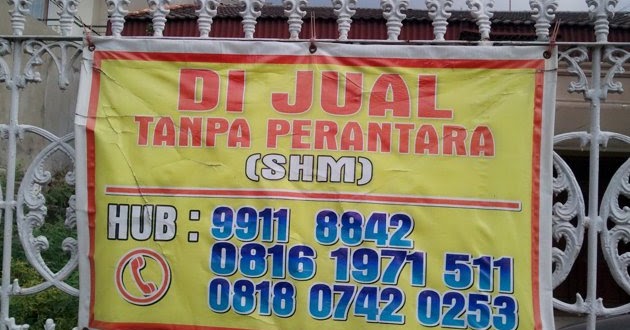 DI JUAL
TANPA PERANTARA
(SHM)
HUB : 9911 8842
0816 1971 511
0818 0742 0253